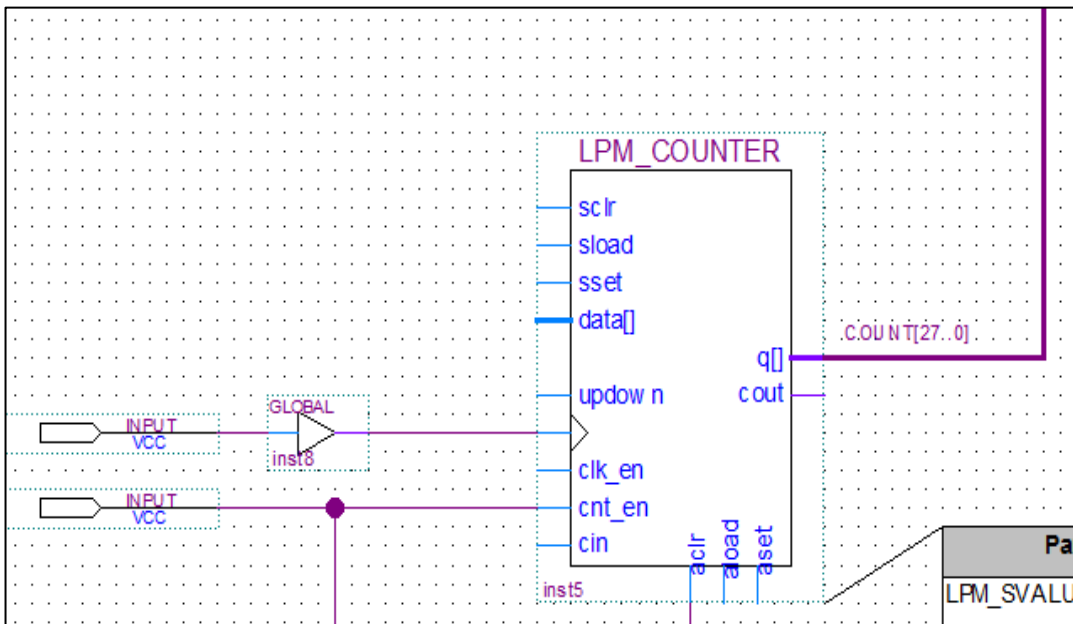 LPM_COUNTER
sclr
sload
sset
data[]
COUNT[27..0]
q[]
updown
cout
GLOBAL
INPUT
VCC
inst8
clk_en
INPUT
VCC
cnt_en
cin
aclr
aload
aset
inst5
Pa
LPM_SVALU